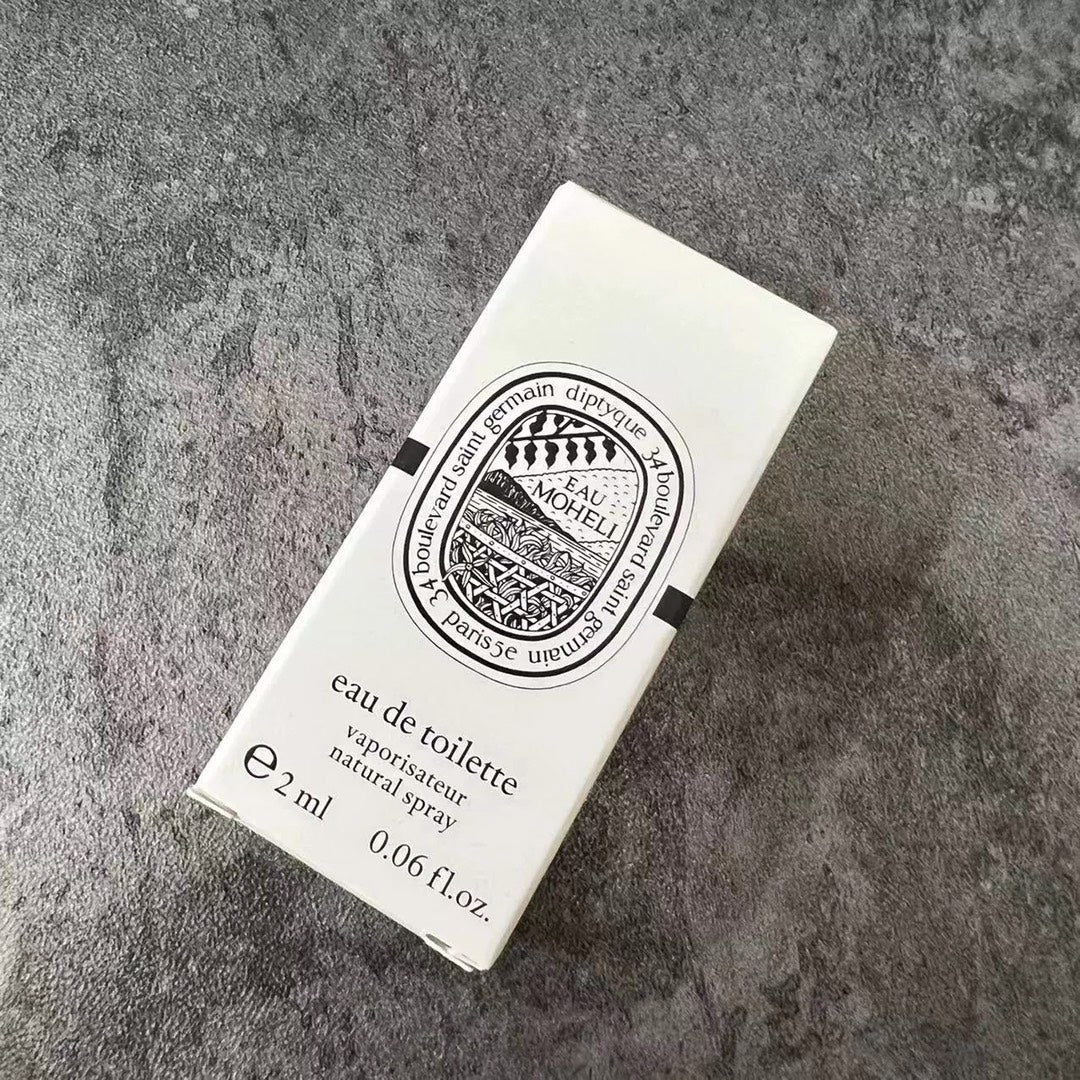 34 boulevard saint germain diptyque 34 boulevard saint germain paris5e
EAU
MOHELI
eau de toilette
vaporisateur
natural spray
e 2 ml
0.06 fl.oz.